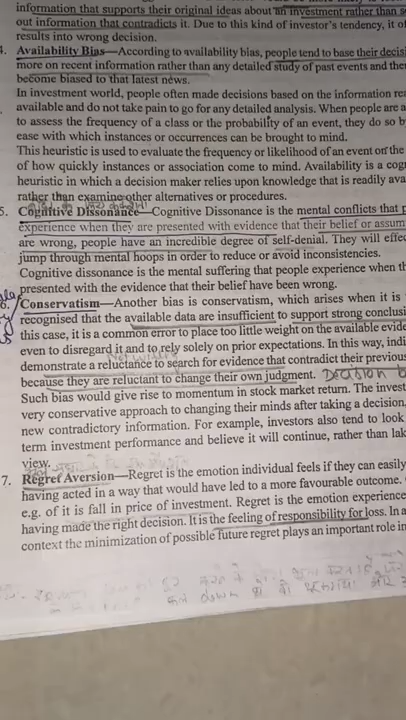 information that supports their original ideas about an investment rather than
out information that contradicts it. Due to this kind of investor's tendency, it
results into wrong decision.
4. Availability Bias—According to availability bias, people tend to base their
more on recent information rather than any detailed study of past events and
become biased to that latest news.
In investment world, people often made decisions based on the information
available and do not take pain to go for any detailed analysis. When people are
to assess the frequency of a class or the probability of an event, they do so
ease with which instances or occurrences can be brought to mind.
This heuristic is used to evaluate the frequency or likelihood of an event on the
of how quickly instances or association come to mind. Availability is a
heuristic in which a decision maker relies upon knowledge that is readily
rather than examine other alternatives or procedures.
5. Cognitive Dissonance—Cognitive Dissonance is the mental conflicts that
experience when they are presented with evidence that their belief or
are wrong, people have an incredible degree of self-denial. They will
jump through mental hoops in order to reduce or avoid inconsistencies.
Cognitive dissonance is the mental suffering that people experience when
presented with the evidence that their belief have been wrong.
6. Conservatism—Another bias is conservatism, which arises when it is
recognised that the available data are insufficient to support strong
this case, it is a common error to place too little weight on the available
even to disregard it and to rely solely on prior expectations. In this way,
demonstrate a reluctance to search for evidence that contradict their previous
because they are reluctant to change their own judgment. Decision
Such bias would give rise to momentum in stock market return. The
very conservative approach to changing their minds after taking a decision,
new contradictory information. For example, investors also tend to look
term investment performance and believe it will continue, rather than
view.
7. Regret Aversion—Regret is the emotion individual feels if they can easily
having acted in a way that would have led to a more favourable outcome.
e.g. of it is fall in price of investment. Regret is the emotion
having made the right decision. It is the feeling of responsibility for loss. In a
context the minimization of possible future regret plays an important role in
down